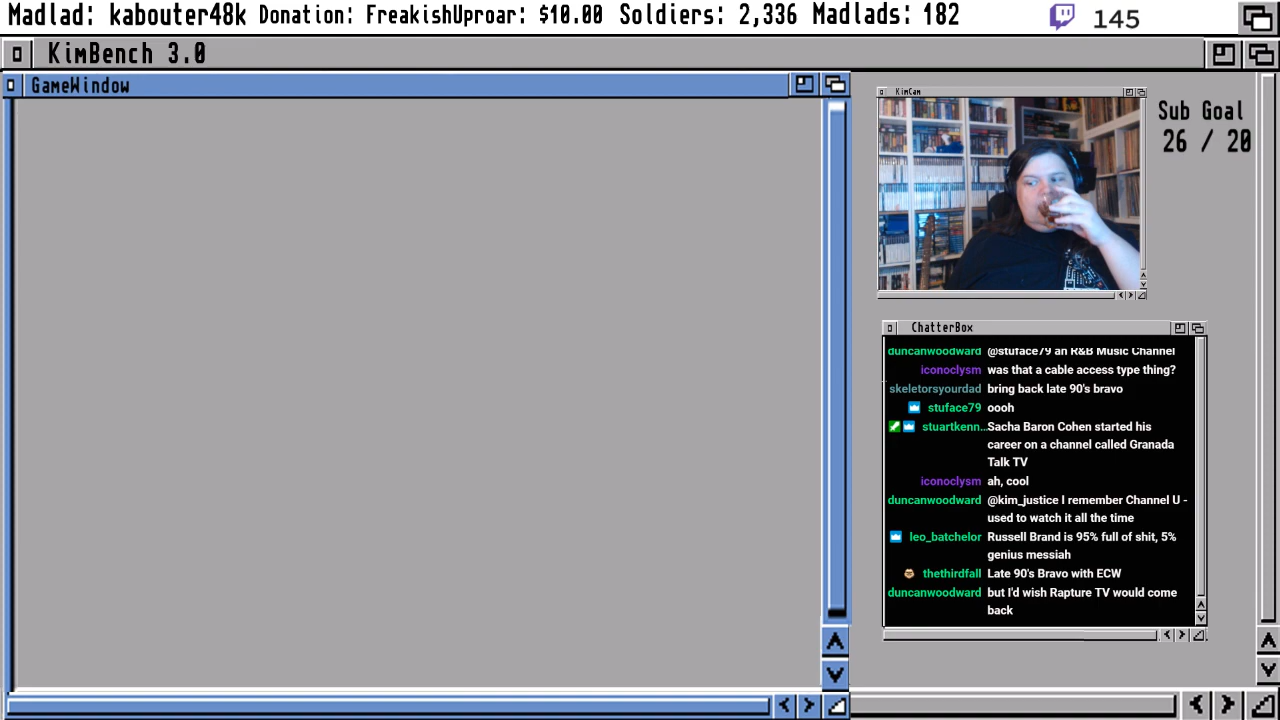 Madlad: kabouter48k Donation: FreakishUproar: $10.00 Soldiers: 2,336 Madlads: 182 145
KimBench 3.0
GameWindow
KimCam
Sub Goal
26 / 20
ChatterBox
duncanwoodward @stuface79 an R&B Music Channel
iconoclysm was that a cable access type thing?
skeletorsyourdad bring back late 90's bravo
stuface79 oooh
stuartkenn... Sacha Baron Cohen started his
career on a channel called Granada
Talk TV
iconoclysm ah, cool
duncanwoodward @kim_justice I remember Channel U -
used to watch it all the time
leo_batchelor Russell Brand is 95% full of shit, 5%
genius messiah
thethirdfall Late 90's Bravo with ECW
duncanwoodward but I'd wish Rapture TV would come
back